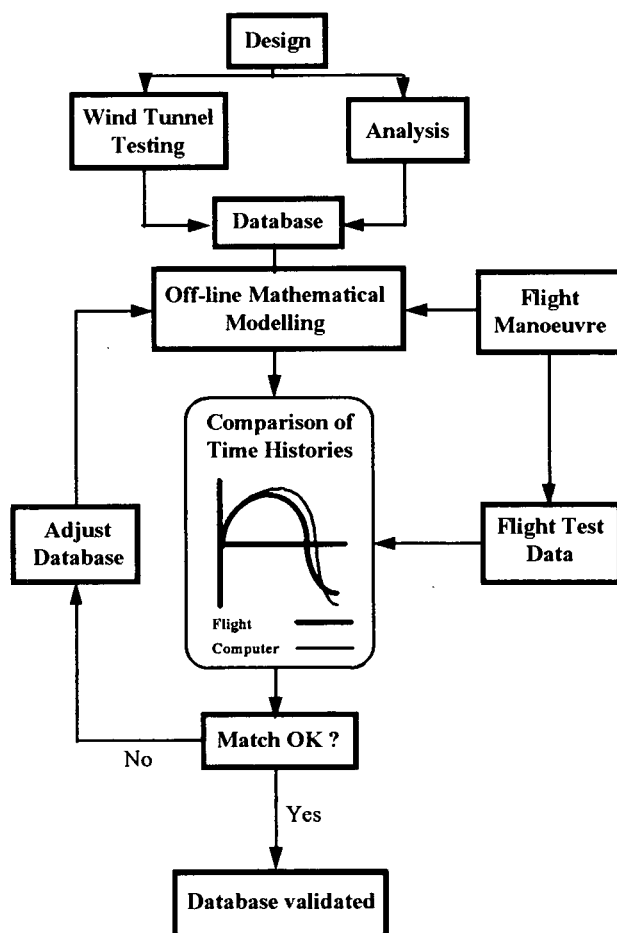 Design
Wind Tunnel
Testing
Analysis
Database
Off-line Mathematical
Modelling
Flight
Manoeuvre
Comparison of
Time Histories
Adjust
Database
Flight Test
Data
Flight
Computer
Match OK ?
No
Yes
Database validated